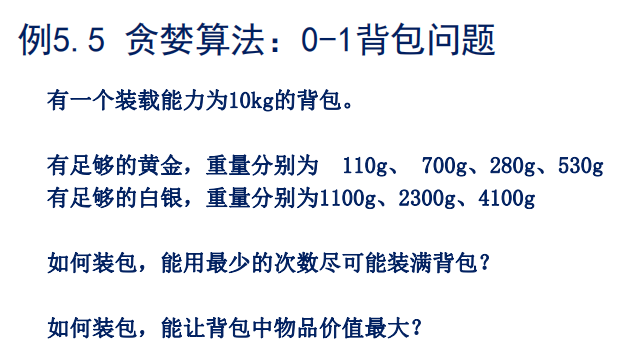 例5.5 贪婪算法：0-1背包问题
有一个装载能力为10kg的背包。
有足够的黄金，重量分别为 110g、 700g、280g、530g
有足够的白银，重量分别为1100g、2300g、4100g
如何装包，能用最少的次数尽可能装满背包？
如何装包，能让背包中物品价值最大？